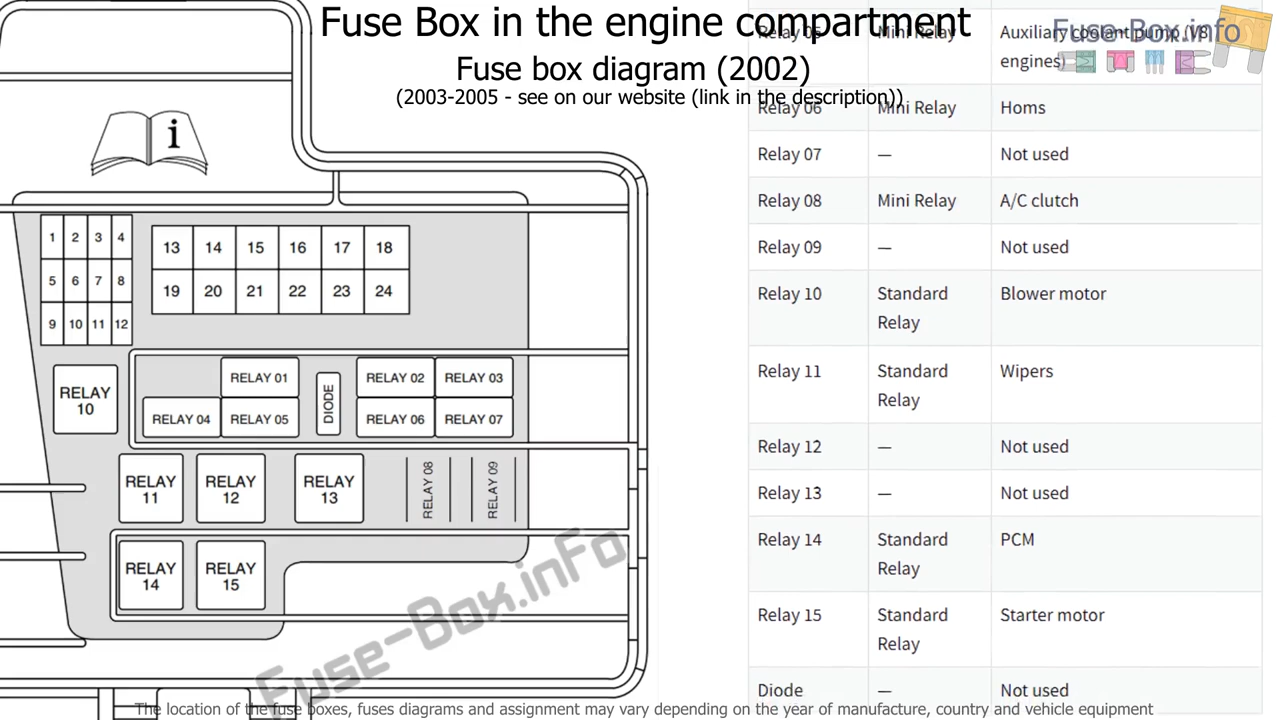 Fuse Box in the engine compartment
Fuse box diagram (2002)
(2003-2005 - see on our website (link in the description))
Fuse-Box.info
i
1 2 3 4
5 6 7 8
9 10 11 12
13 14 15 16 17 18
19 20 21 22 23 24
RELAY 10
RELAY 01
DIODE
RELAY 02 RELAY 03
RELAY 04 RELAY 05
RELAY 06 RELAY 07
RELAY 11
RELAY 12
RELAY 13
RELAY 08
RELAY 09
RELAY 14
RELAY 15
Fuse-Box.inFo
Relay 05 Mini Relay Auxiliary coolant pump (V8
engines)
Relay 06 Mini Relay Homs
Relay 07 — Not used
Relay 08 Mini Relay A/C clutch
Relay 09 — Not used
Relay 10 Standard Blower motor
Relay
Relay 11 Standard Wipers
Relay
Relay 12 — Not used
Relay 13 — Not used
Relay 14 Standard PCM
Relay
Relay 15 Standard Starter motor
Relay
Diode — Not used
The location of the fuse boxes, fuses diagrams and assignment may vary depending on the year of manufacture, country and vehicle equipment